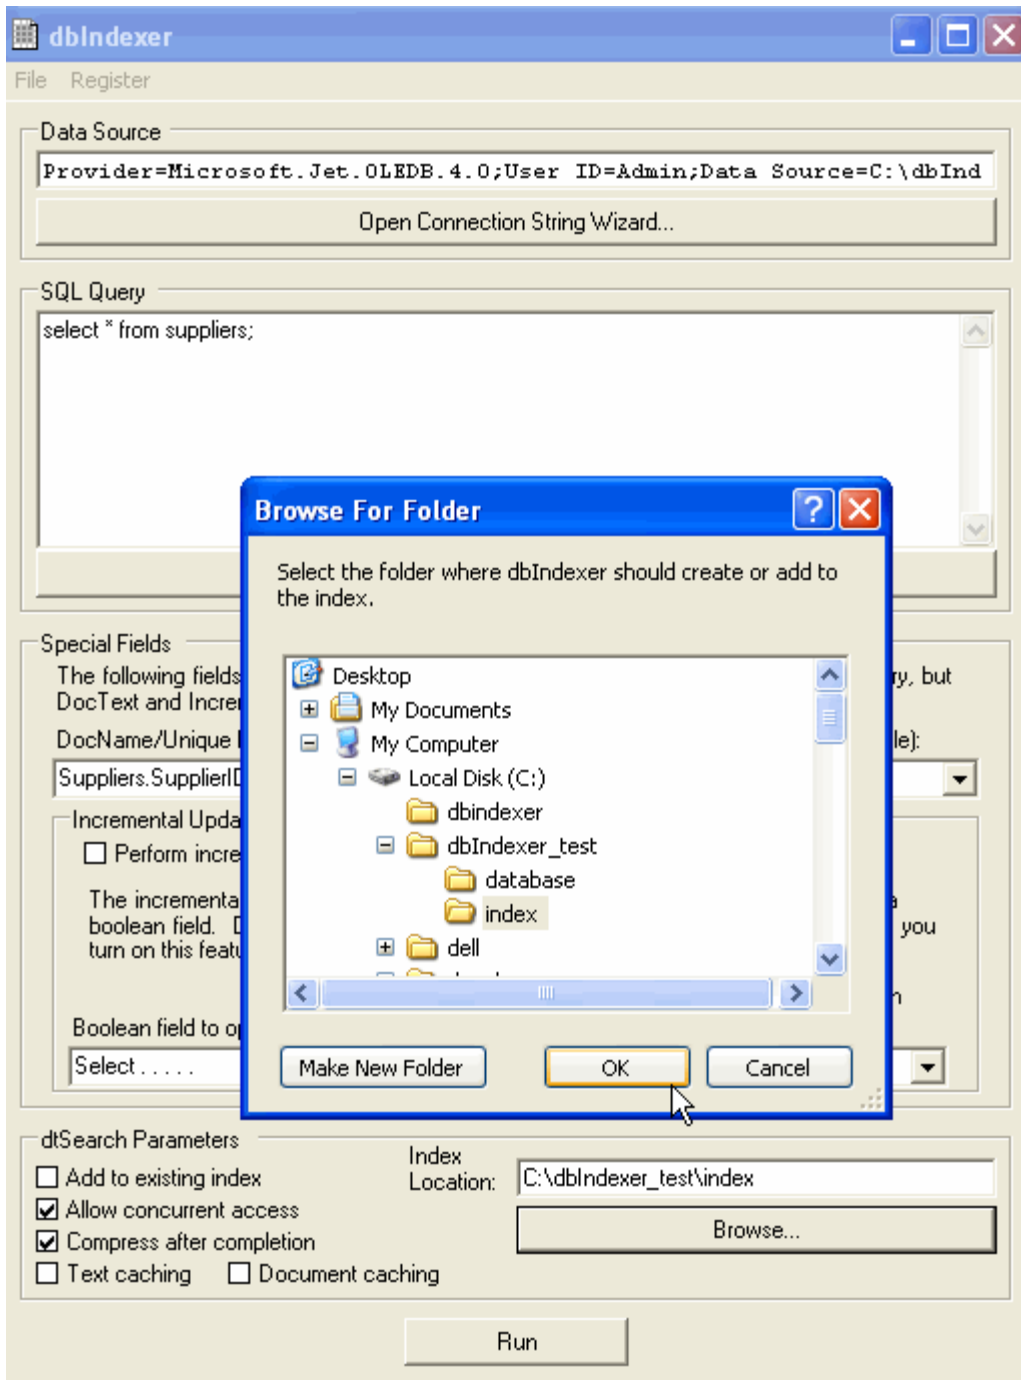 dbIndexer
File Register
Data Source
Provider=Microsoft.Jet.OLEDB.4.0;User ID=Admin;Data Source=C:\dbInd
Open Connection String Wizard...
SQL Query
select * from suppliers;
Browse For Folder
Select the folder where dbIndexer should create or add to
the index.
Desktop
My Documents
My Computer
Local Disk (C:)
dbindexer
dbIndexer_test
database
index
dell
Make New Folder OK Cancel
Special Fields
The following fields ry, but
DocText and Increr
DocName/Unique le):
Suppliers.SupplierID
Incremental Upda
Perform incre
The incrementa a
boolean field. you
turn on this featu
Boolean field to op
Select . . . . .
dtSearch Parameters
Add to existing index
Allow concurrent access
Compress after completion
Text caching Document caching
Index
Location: C:\dbIndexer_test\index
Browse...
Run